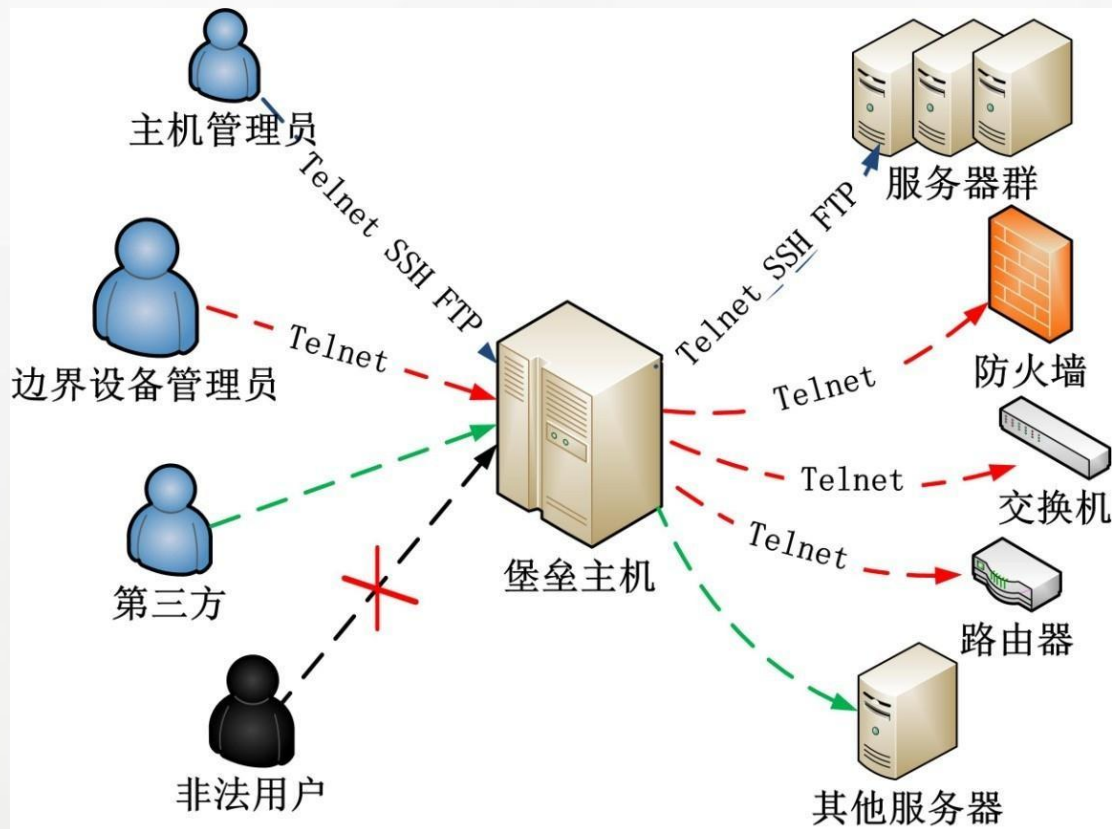 主机管理员
Telnet SSH FTP
服务器群
Telnet SSH FTP
边界设备管理员
Telnet
防火墙
Telnet
交换机
Telnet
第三方
堡垒主机
Telnet
路由器
非法用户
其他服务器